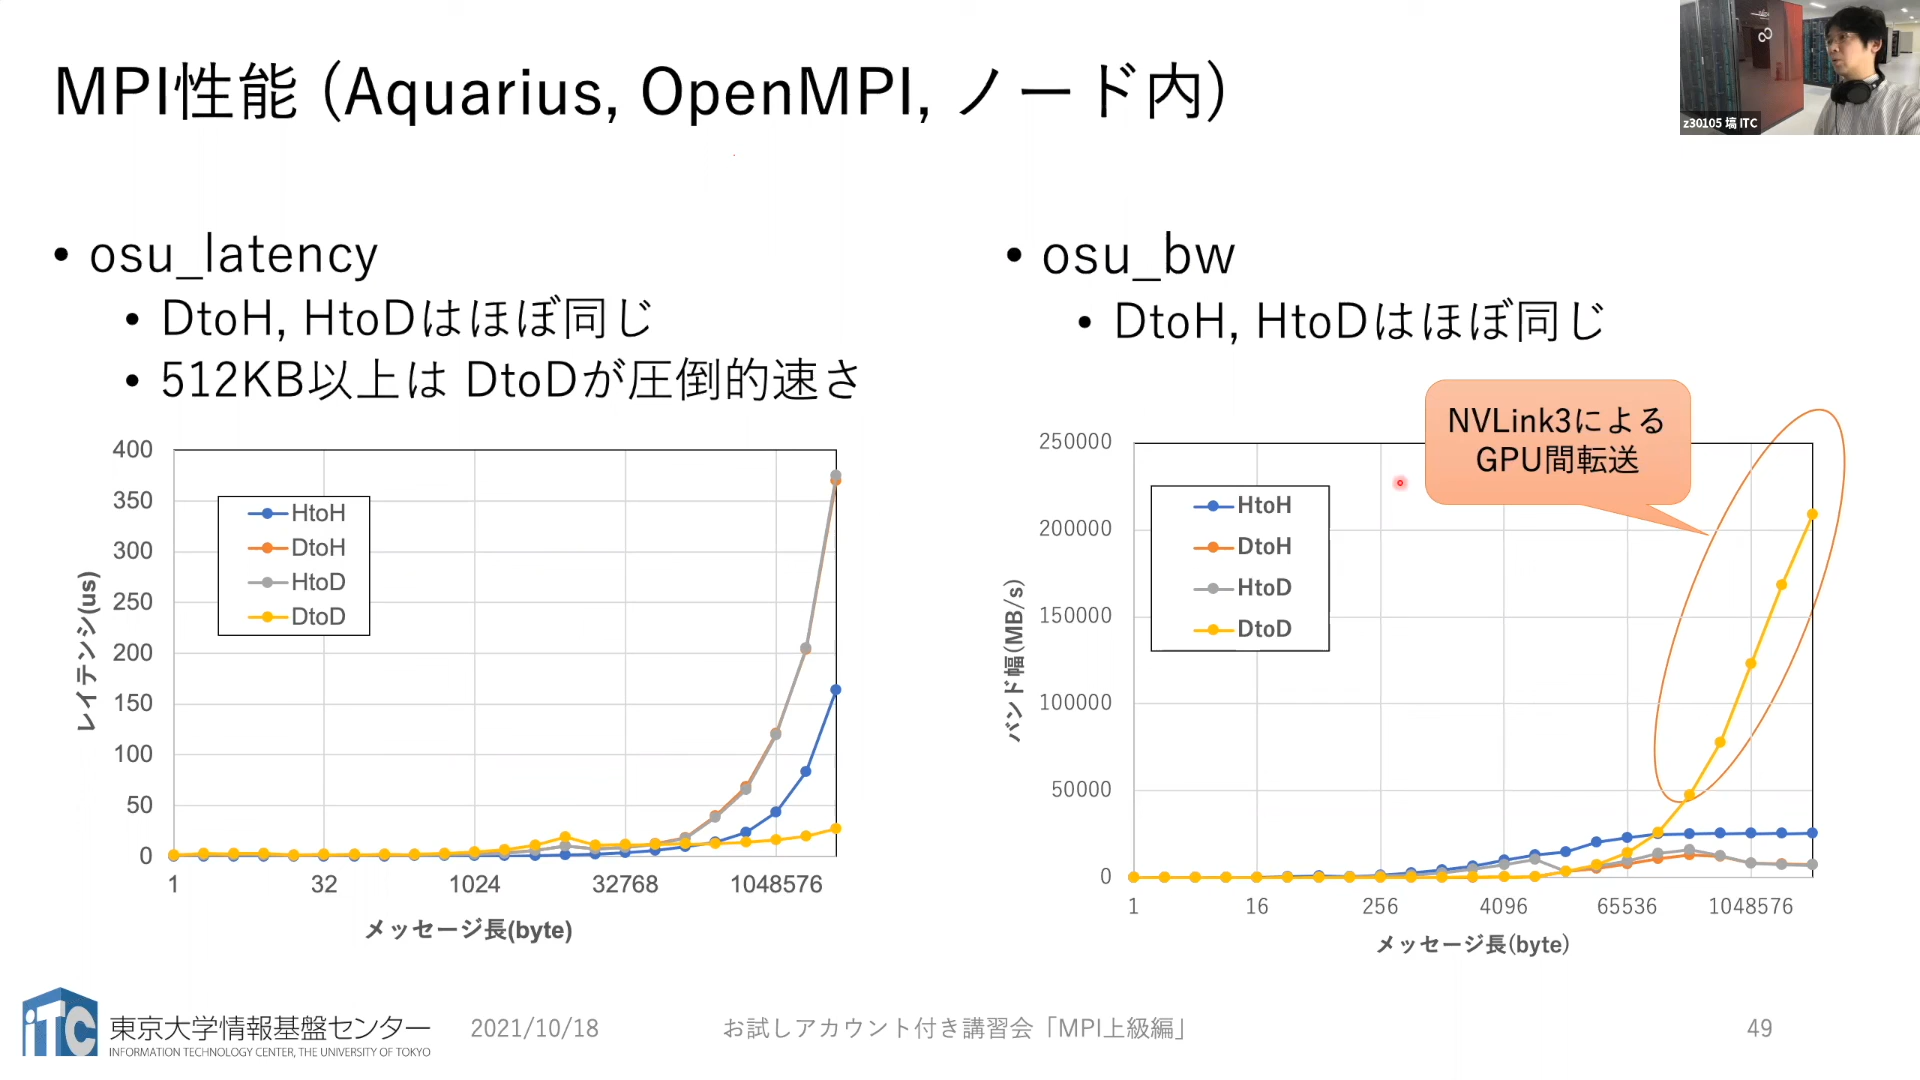 MPI性能 (Aquarius, OpenMPI, ノード内)
z30105 塙 ITC
• osu_latency
• DtoH, HtoDはほぼ同じ
• 512KB以上は DtoDが圧倒的速さ
レイテンシ(us)
400
350
300
250
200
150
100
50
0
HtoH
DtoH
HtoD
DtoD
1 32 1024 32768 1048576
メッセージ長(byte)
• osu_bw
• DtoH, HtoDはほぼ同じ
NVLink3による
GPU間転送
バンド幅(MB/s)
250000
200000
150000
100000
50000
0
HtoH
DtoH
HtoD
DtoD
1 16 256 4096 65536 1048576
メッセージ長(byte)
iTC
東京大学情報基盤センター
INFORMATION TECHNOLOGY CENTER, THE UNIVERSITY OF TOKYO
2021/10/18
お試しアカウント付き講習会「MPI上級編」
49